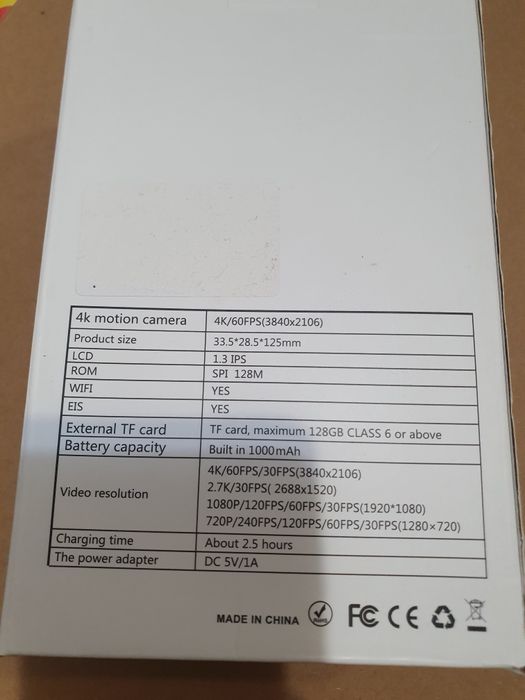 4k motion camera 4K/60FPS(3840x2106)
Product size 33.5*28.5*125mm
LCD 1.3 IPS
ROM SPI 128M
WIFI YES
EIS YES
External TF card TF card, maximum 128GB CLASS 6 or above
Battery capacity Built in 1000mAh
Video resolution 4K/60FPS/30FPS(3840x2106)
2.7K/30FPS( 2688x1520)
1080P/120FPS/60FPS/30FPS(1920*1080)
720P/240FPS/120FPS/60FPS/30FPS(1280×720)
Charging time About 2.5 hours
The power adapter DC 5V/1A
MADE IN CHINA RoHS FC CE